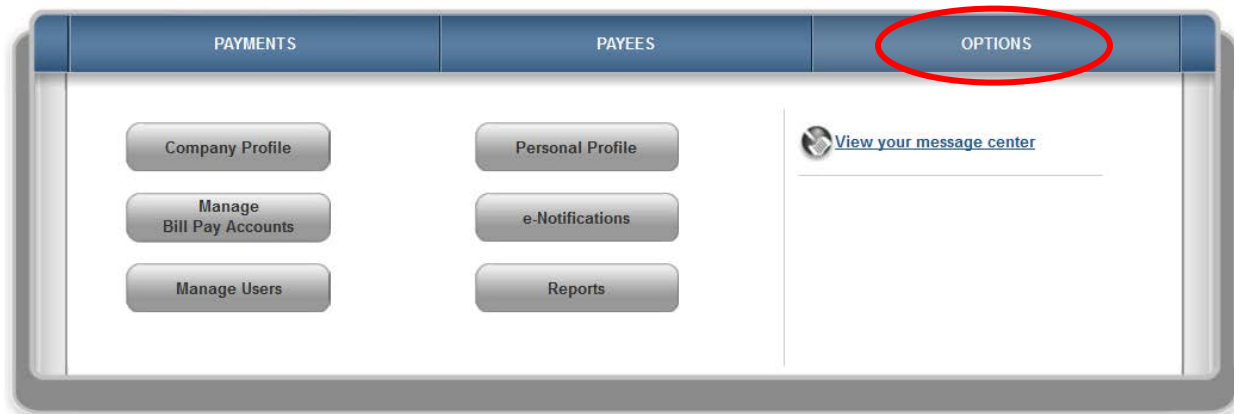 PAYMENTS
PAYEES
OPTIONS
Company Profile
Personal Profile
View your message center
Manage
Bill Pay Accounts
e-Notifications
Manage Users
Reports